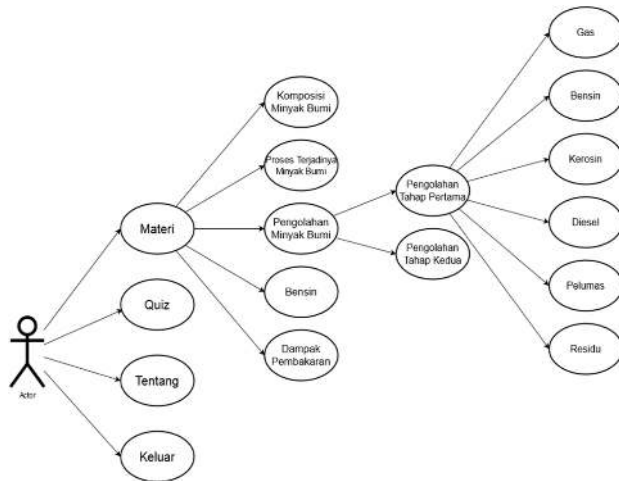 Gas
Komposisi
Minyak Bumi
Bensin
Proses Terjadinya
Minyak Bumi
Kerosin
Pengolahan
Tahap Pertama
Materi
Pengolahan
Minyak Bumi
Diesel
Pengolahan
Tahap Kedua
Quiz
Bensin
Pelumas
Actor
Dampak
Pembakaran
Residu
Tentang
Keluar